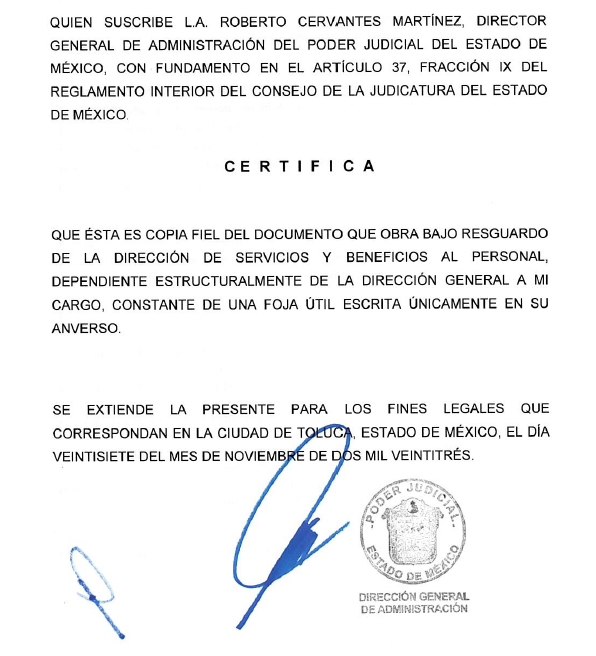 QUIEN SUSCRIBE L.A. ROBERTO CERVANTES MARTÍNEZ, DIRECTOR
GENERAL DE ADMINISTRACIÓN DEL PODER JUDICIAL DEL ESTADO DE
MÉXICO, CON FUNDAMENTO EN EL ARTÍCULO 37, FRACCIÓN IX DEL
REGLAMENTO INTERIOR DEL CONSEJO DE LA JUDICATURA DEL ESTADO
DE MÉXICO.
C E R T I F I C A
QUE ÉSTA ES COPIA FIEL DEL DOCUMENTO QUE OBRA BAJO RESGUARDO
DE LA DIRECCIÓN DE SERVICIOS Y BENEFICIOS AL PERSONAL,
DEPENDIENTE ESTRUCTURALMENTE DE LA DIRECCIÓN GENERAL A MI
CARGO, CONSTANTE DE UNA FOJA ÚTIL ESCRITA ÚNICAMENTE EN SU
ANVERSO.
SE EXTIENDE LA PRESENTE PARA LOS FINES LEGALES QUE
CORRESPONDAN EN LA CIUDAD DE TOLUCA, ESTADO DE MÉXICO, EL DÍA
VEINTISIETE DEL MES DE NOVIEMBRE DE DOS MIL VEINTITRÉS.
PODER JUDICIAL
ESTADO DE MÉXICO
DIRECCIÓN GENERAL
DE ADMINISTRACIÓN